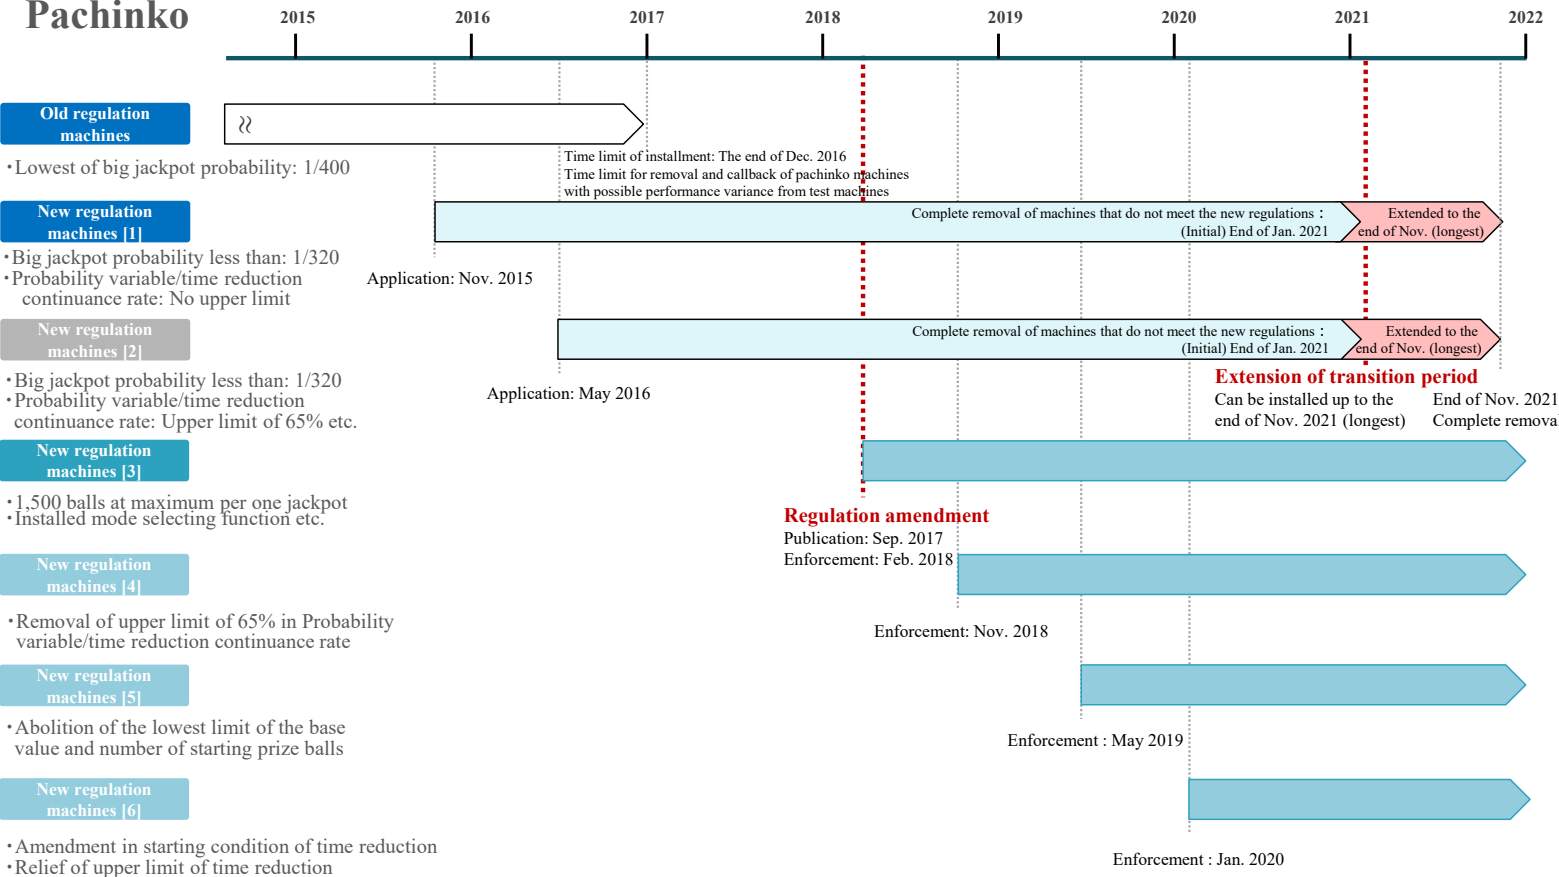 Pachinko
2015
2016
2017
2018
2019
2020
2021
2022
Old regulation
machines
・Lowest of big jackpot probability: 1/400
Time limit of installment: The end of Dec. 2016
Time limit for removal and callback of pachinko machines
with possible performance variance from test machines
New regulation
machines [1]
Complete removal of machines that do not meet the new regulations：
(Initial) End of Jan. 2021
Extended to the
end of Nov. (longest)
・Big jackpot probability less than: 1/320
・Probability variable/time reduction
continuance rate: No upper limit
Application: Nov. 2015
New regulation
machines [2]
Complete removal of machines that do not meet the new regulations：
(Initial) End of Jan. 2021
Extended to the
end of Nov. (longest)
・Big jackpot probability less than: 1/320
・Probability variable/time reduction
continuance rate: Upper limit of 65% etc.
Application: May 2016
Extension of transition period
Can be installed up to the
end of Nov. 2021 (longest)
End of Nov. 2021
Complete removal
New regulation
machines [3]
・1,500 balls at maximum per one jackpot
・Installed mode selecting function etc.
Regulation amendment
Publication: Sep. 2017
Enforcement: Feb. 2018
New regulation
machines [4]
・Removal of upper limit of 65% in Probability
variable/time reduction continuance rate
Enforcement: Nov. 2018
New regulation
machines [5]
・Abolition of the lowest limit of the base
value and number of starting prize balls
Enforcement : May 2019
New regulation
machines [6]
・Amendment in starting condition of time reduction
・Relief of upper limit of time reduction
Enforcement : Jan. 2020